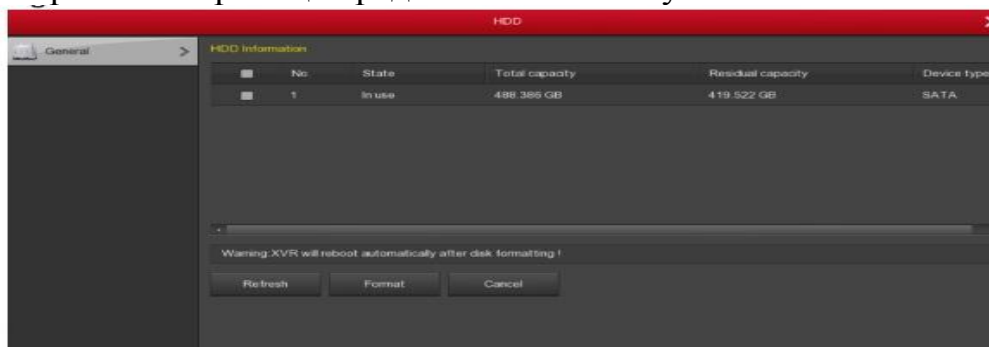 HDD
General >
HDD Information
No State Total capacity Residual capacity Device type
1 In use 488.386 GB 419.522 GB SATA
Warning:XVR will reboot automatically after disk formatting !
Refresh Format Cancel